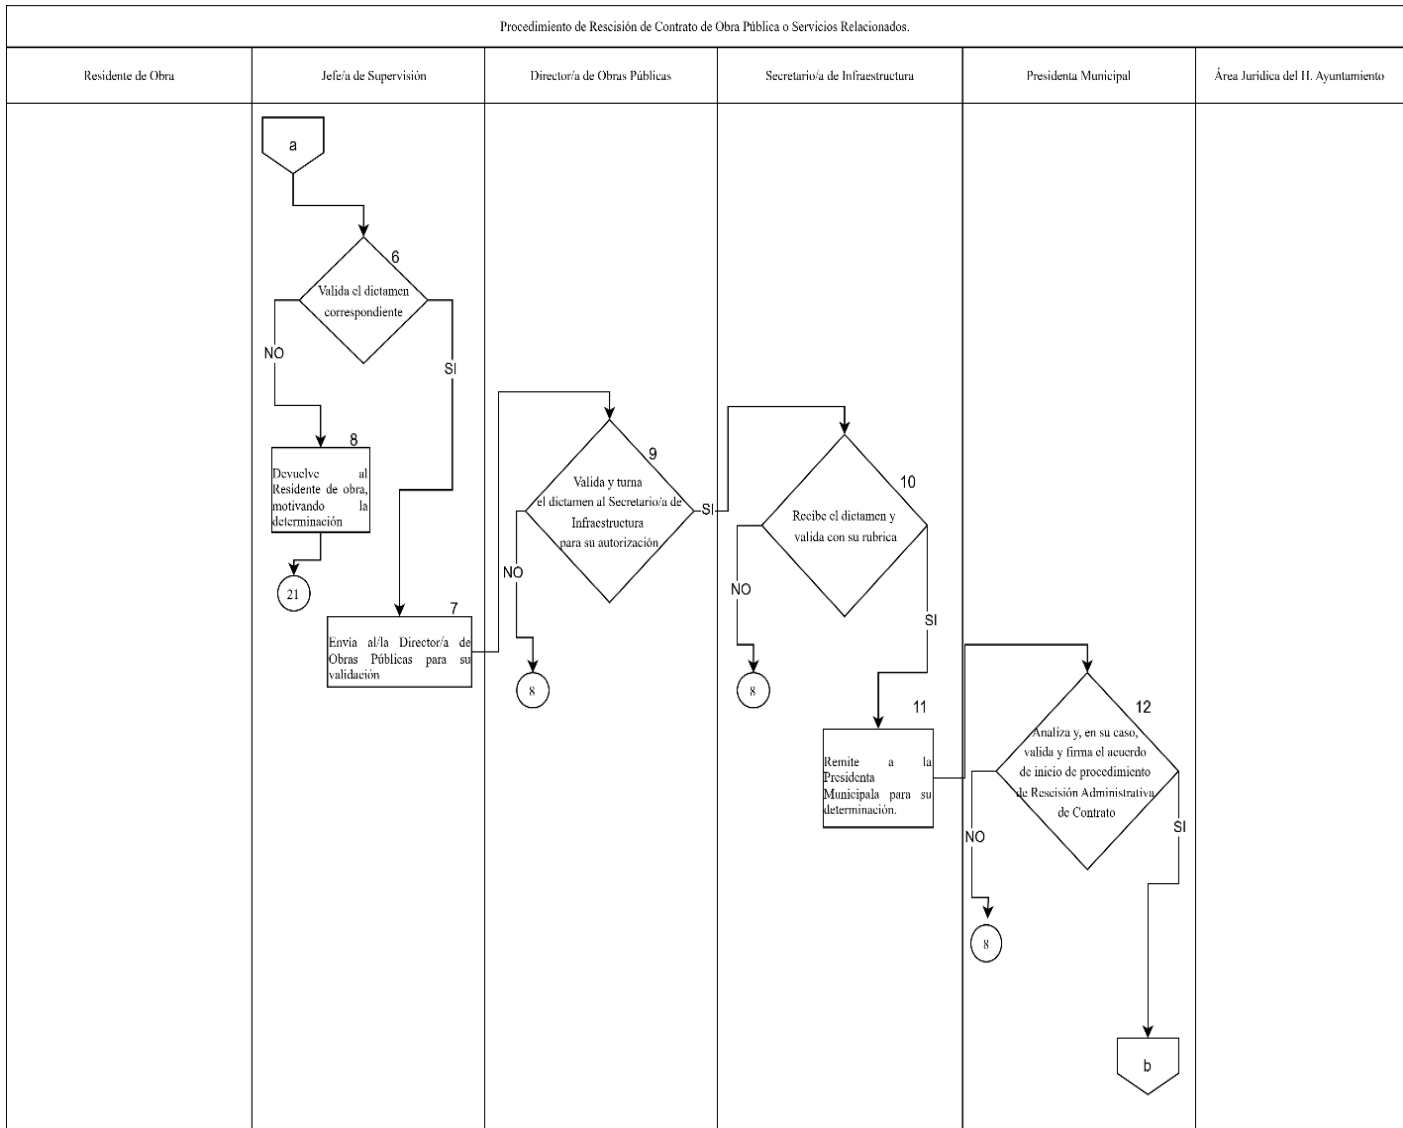 Procedimiento de Rescisión de Contrato de Obra Pública o Servicios Relacionados.
Residente de Obra
Jefe/a de Supervisión
Director/a de Obras Públicas
Secretario/a de Infraestructura
Presidenta Municipal
Área Jurídica del H. Ayuntamiento
a
6
Valida el dictamen
correspondiente
NO
SI
8
Devuelve al
Residente de obra,
motivando la
determinación
21
7
Envía al/la Director/a de
Obras Públicas para su
validación
9
Valida y turna
el dictamen al Secretario/a de
Infraestructura
para su autorización
SI
NO
8
10
Recibe el dictamen y
valida con su rubrica
NO
SI
8
11
Remite a la
Presidenta
Municipala para su
determinación.
12
Analiza y, en su caso,
valida y firma el acuerdo
de inicio de procedimiento
de Rescisión Administrativa
de Contrato
NO
SI
8
b